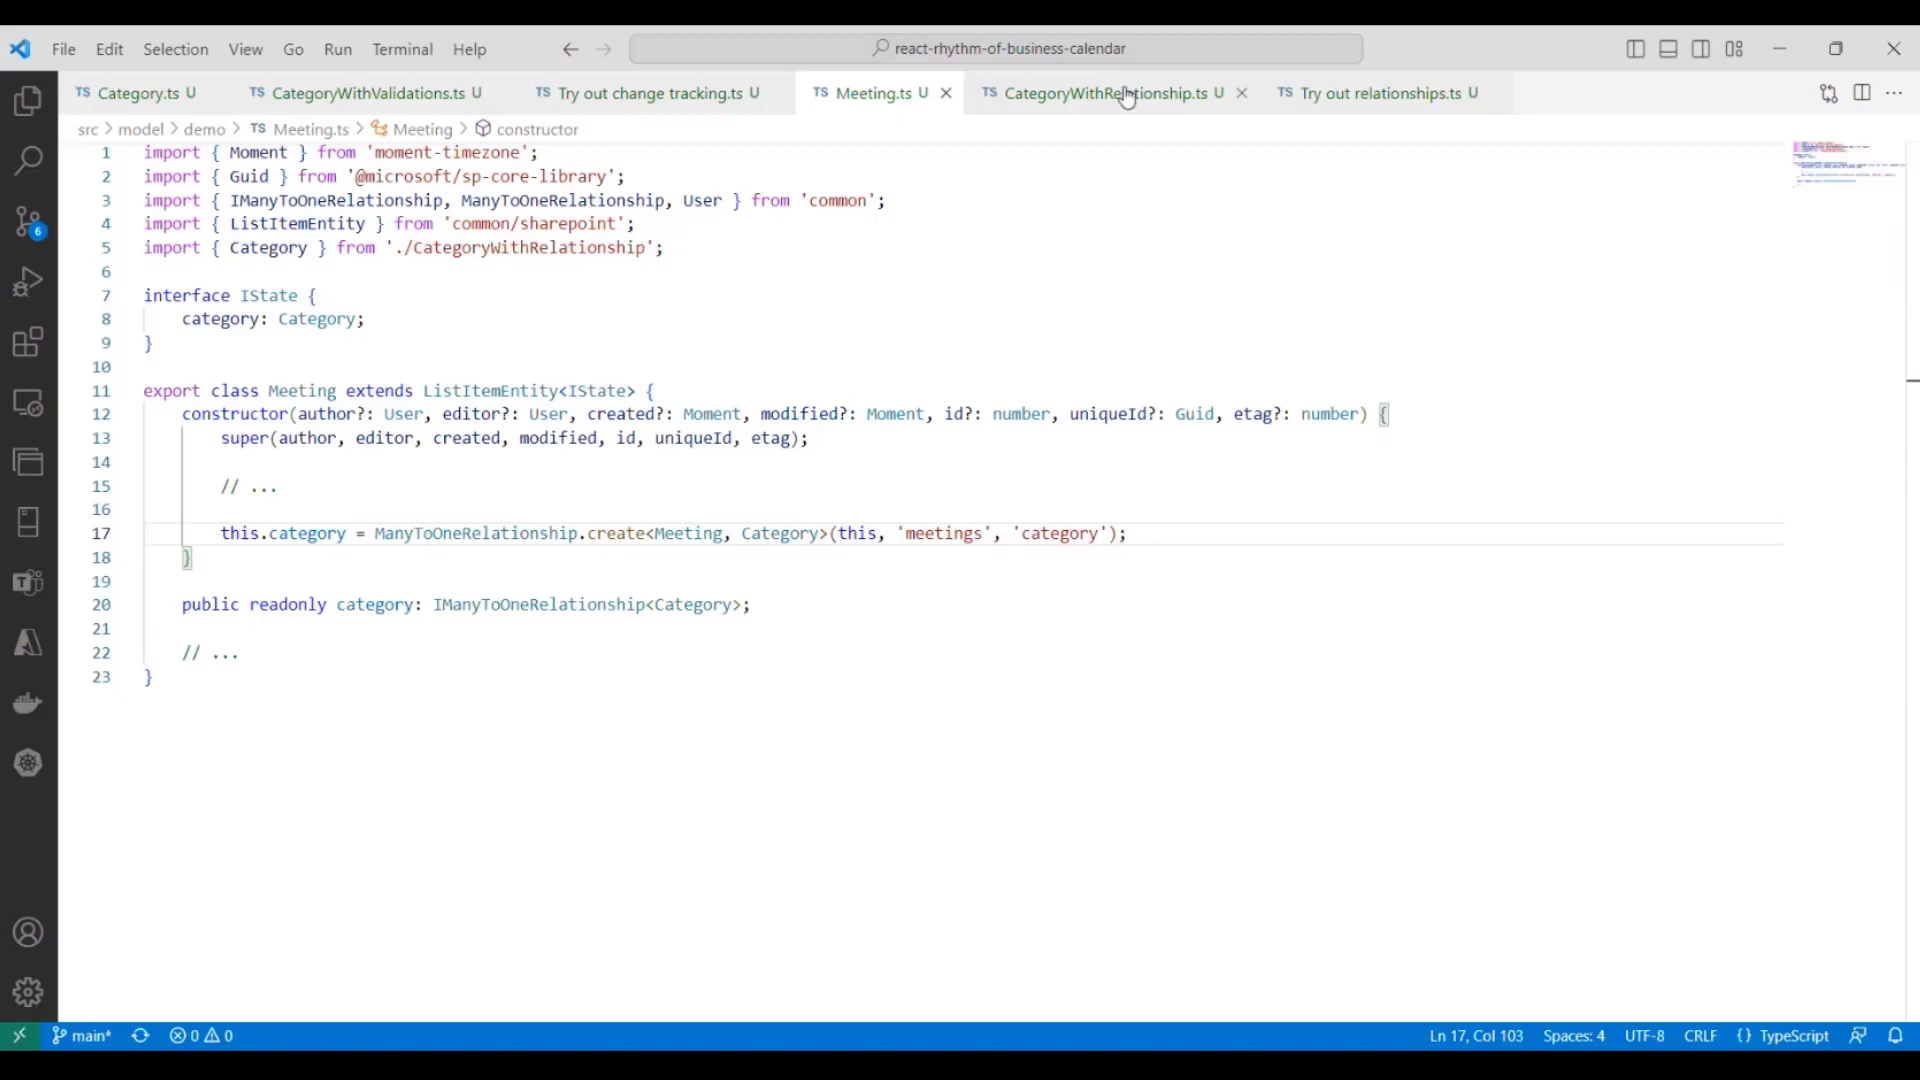 File Edit Selection View Go Run Terminal Help react-rhythm-of-business-calendar
TS Category.ts U TS CategoryWithValidations.ts U TS Try out change tracking.ts U TS Meeting.ts U TS CategoryWithRelationship.ts U TS Try out relationships.ts U
src > model > demo > TS Meeting.ts > Meeting > constructor
1 import { Moment } from 'moment-timezone';
2 import { Guid } from '@microsoft/sp-core-library';
3 import { IManyToOneRelationship, ManyToOneRelationship, User } from 'common';
4 import { ListItemEntity } from 'common/sharepoint';
5 import { Category } from './CategoryWithRelationship';
6
7 interface IState {
8 category: Category;
9 }
10
11 export class Meeting extends ListItemEntity<IState> {
12 constructor(author?: User, editor?: User, created?: Moment, modified?: Moment, id?: number, uniqueId?: Guid, etag?: number) {
13 super(author, editor, created, modified, id, uniqueId, etag);
14
15 // ...
16
17 this.category = ManyToOneRelationship.create<Meeting, Category>(this, 'meetings', 'category');
18 }
19
20 public readonly category: IManyToOneRelationship<Category>;
21
22 // ...
23 }
6
main* 0 0 Ln 17, Col 103 Spaces: 4 UTF-8 CRLF {} TypeScript